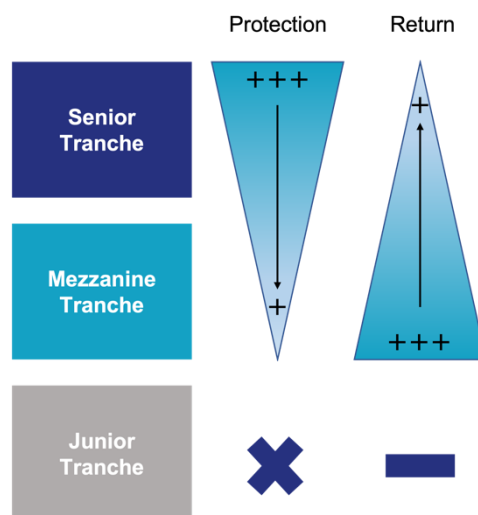 Protection Return
+++
+
Senior
Tranche
Mezzanine
Tranche
+
+++
Junior
Tranche